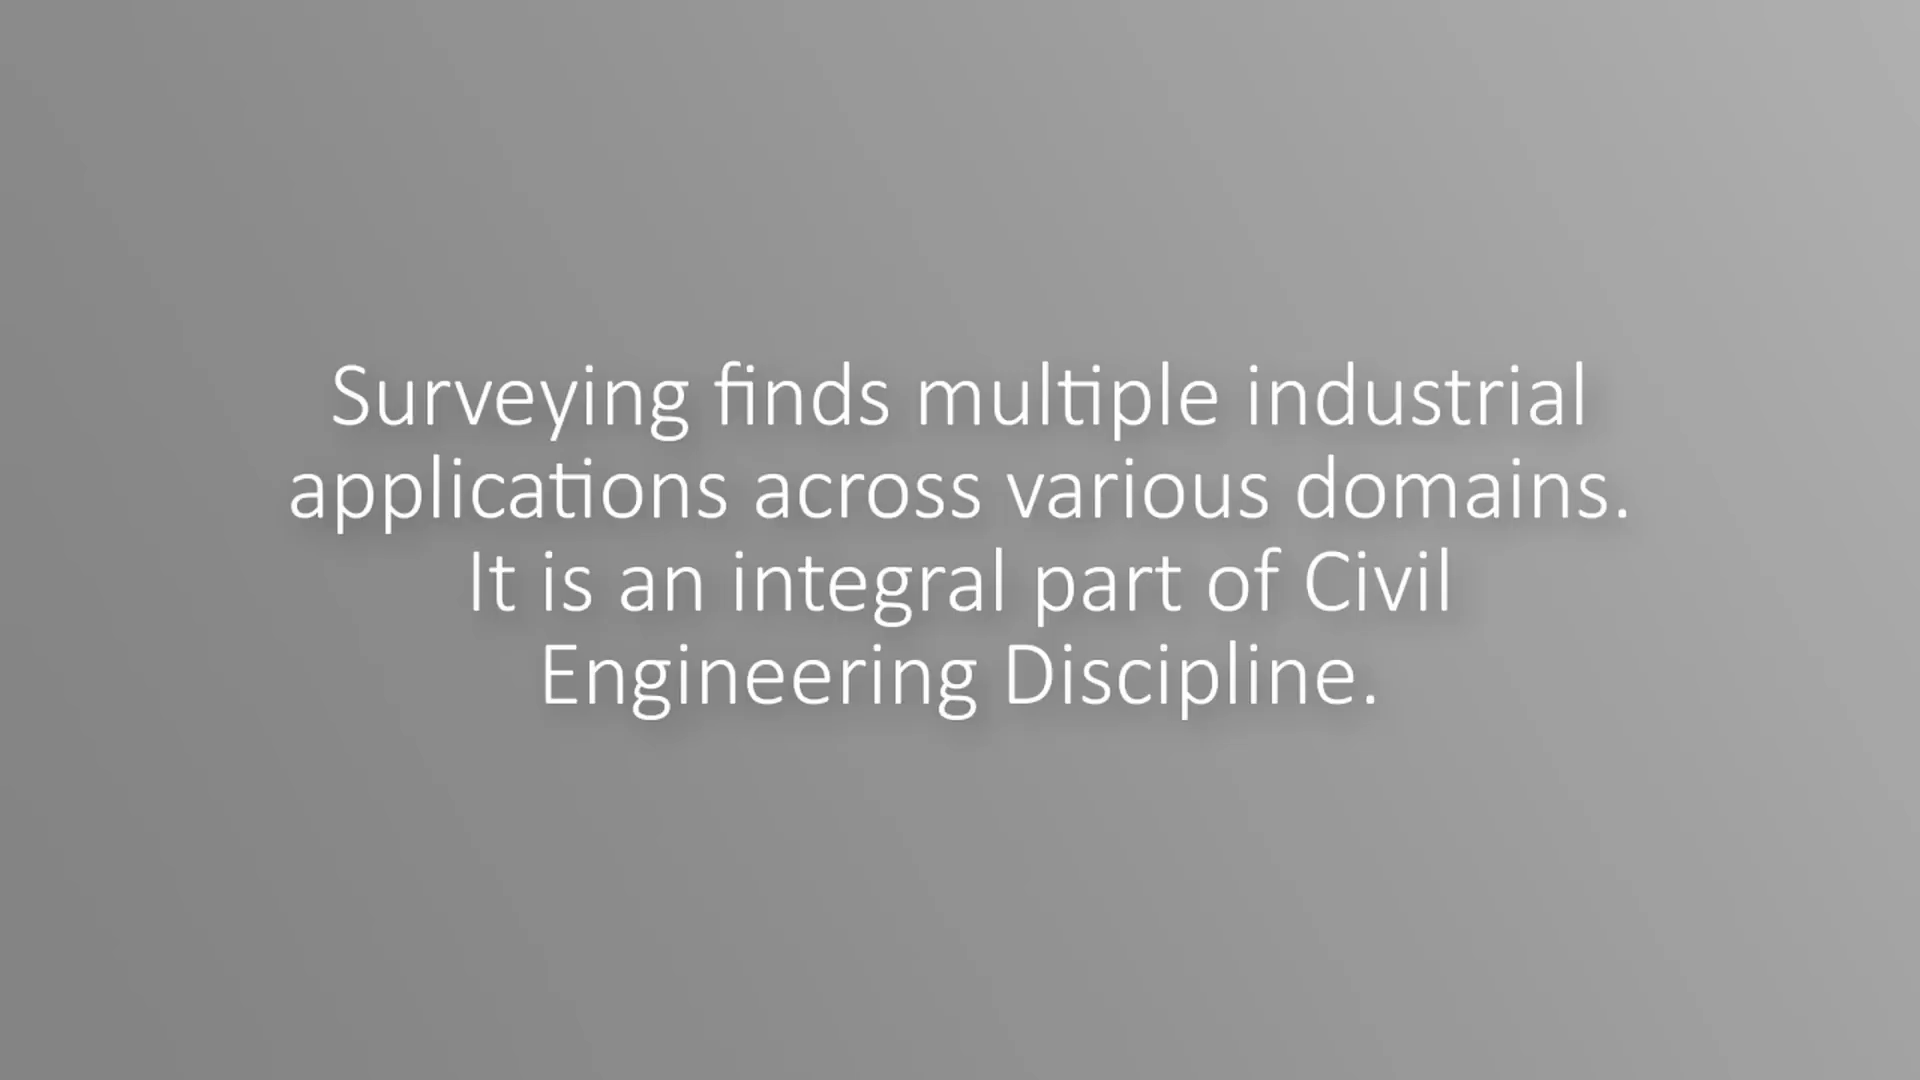 Surveying finds multiple industrial
applications across various domains.
It is an integral part of Civil
Engineering Discipline.